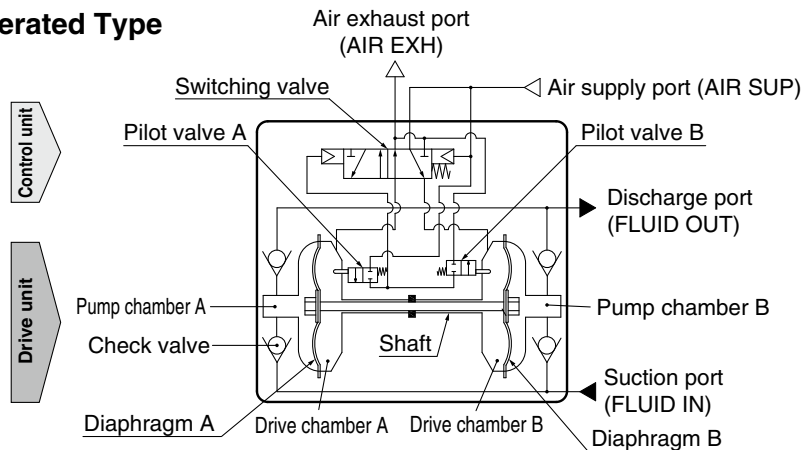 erated Type
Air exhaust port
(AIR EXH)
Switching valve
Air supply port (AIR SUP)
Pilot valve A
Pilot valve B
Control unit
Discharge port
(FLUID OUT)
Drive unit
Pump chamber A
Pump chamber B
Check valve
Shaft
Suction port
(FLUID IN)
Diaphragm A
Drive chamber A
Drive chamber B
Diaphragm B